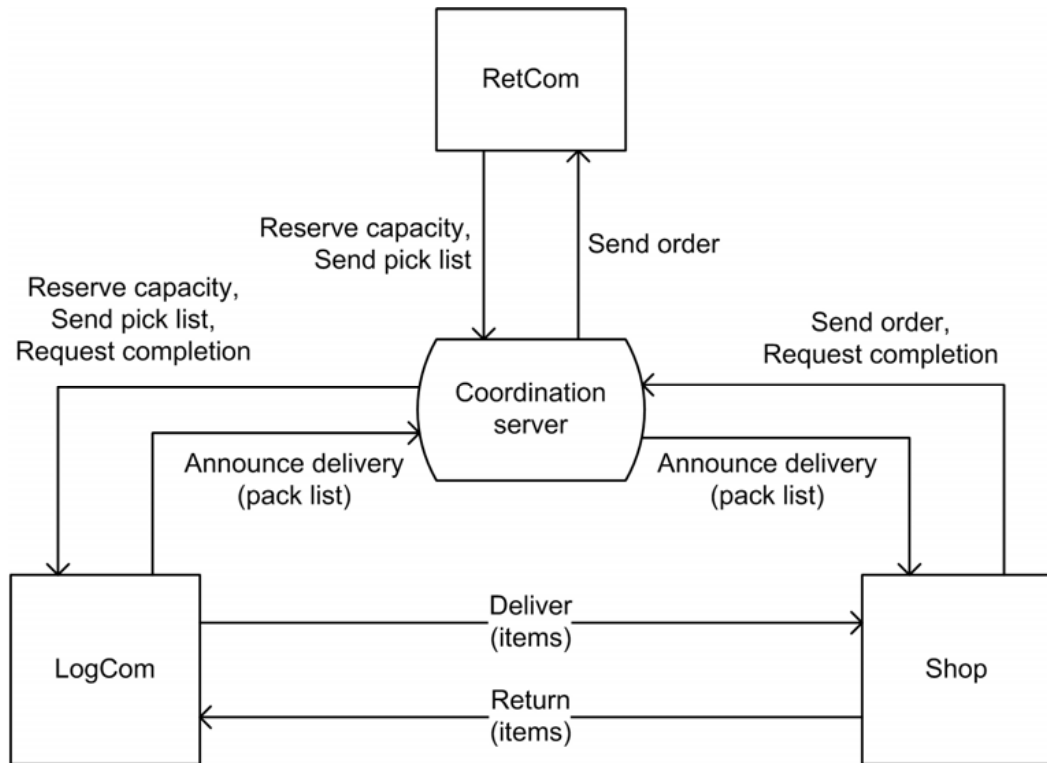 RetCom
Reserve capacity,
Send pick list
Send order
Reserve capacity,
Send pick list,
Request completion
Coordination
server
Send order,
Request completion
Announce delivery
(pack list)
Announce delivery
(pack list)
LogCom
Deliver
(items)
Return
(items)
Shop